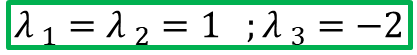 λ₁ = λ₂ = 1 ; λ₃ = −2